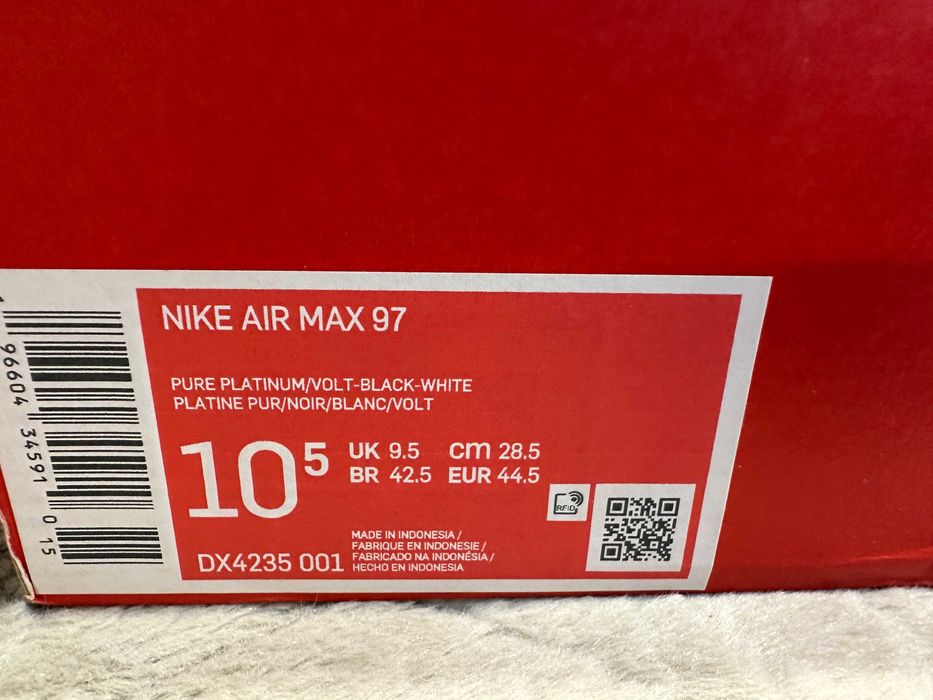 NIKE AIR MAX 97
PURE PLATINUM/VOLT-BLACK-WHITE
PLATINE PUR/NOIR/BLANC/VOLT
10⁵
UK 9.5 cm 28.5
BR 42.5 EUR 44.5
RFID
MADE IN INDONESIA /
FABRIQUE EN INDONESIE /
FABRICADO NA INDONÉSIA /
HECHO EN INDONESIA
DX4235 001
96604 34591 0 15